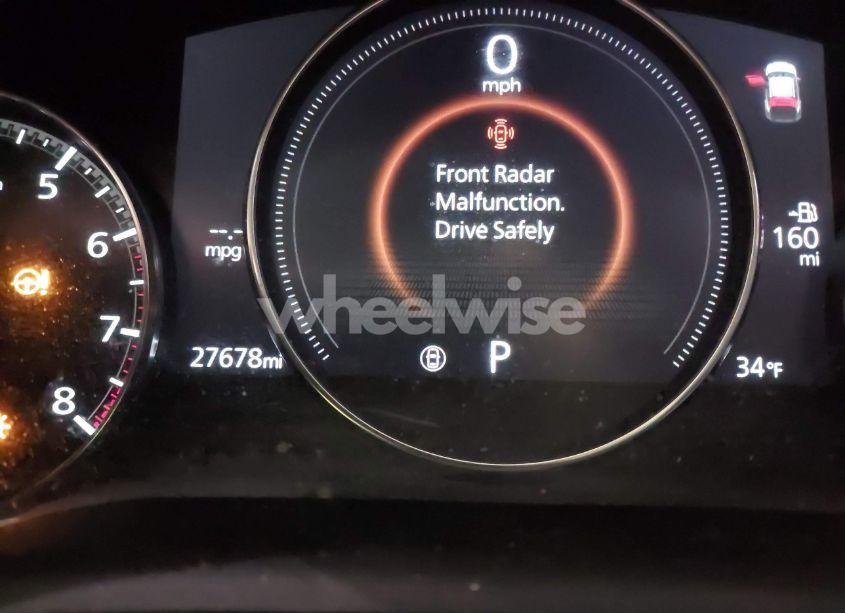 0
mph
Front Radar
Malfunction.
Drive Safely
5
6
7
8
--.-
mpg
160
mi
wheelwise
27678mi
P
34°F